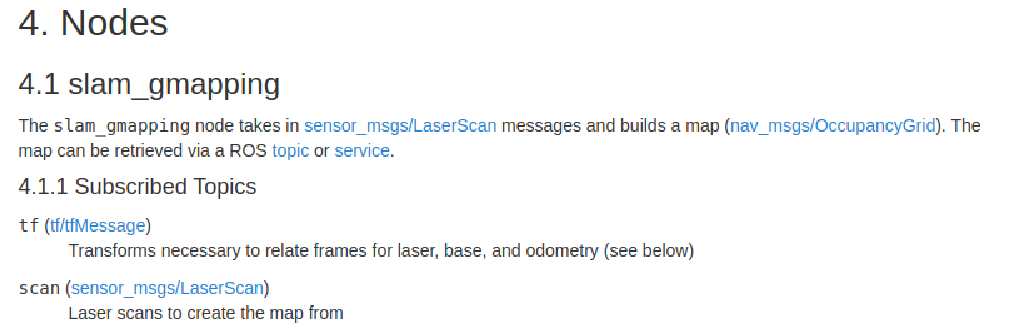 4. Nodes
4.1 slam_gmapping
The slam_gmapping node takes in sensor_msgs/LaserScan messages and builds a map (nav_msgs/OccupancyGrid). The
map can be retrieved via a ROS topic or service.
4.1.1 Subscribed Topics
tf (tf/tfMessage)
Transforms necessary to relate frames for laser, base, and odometry (see below)
scan (sensor_msgs/LaserScan)
Laser scans to create the map from